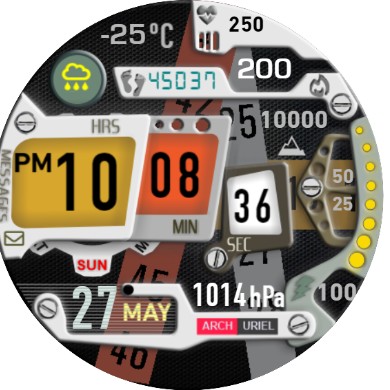 -25°C
250
45037
200
25
10000
HRS
PM 10
08
36
MIN
SEC
MESSAGES
50
25
SUN
27 MAY
45
1014hPa
ARCH URIEL
100
46